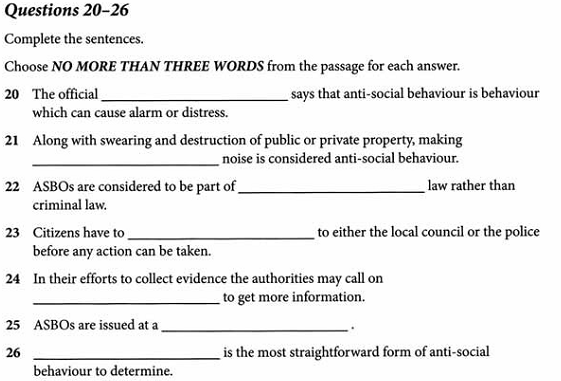 Questions 20–26
Complete the sentences.
Choose NO MORE THAN THREE WORDS from the passage for each answer.
20 The official ____________________ says that anti-social behaviour is behaviour
which can cause alarm or distress.
21 Along with swearing and destruction of public or private property, making
____________________ noise is considered anti-social behaviour.
22 ASBOs are considered to be part of ____________________ law rather than
criminal law.
23 Citizens have to ____________________ to either the local council or the police
before any action can be taken.
24 In their efforts to collect evidence the authorities may call on
____________________ to get more information.
25 ASBOs are issued at a ____________________ .
26 ____________________ is the most straightforward form of anti-social
behaviour to determine.